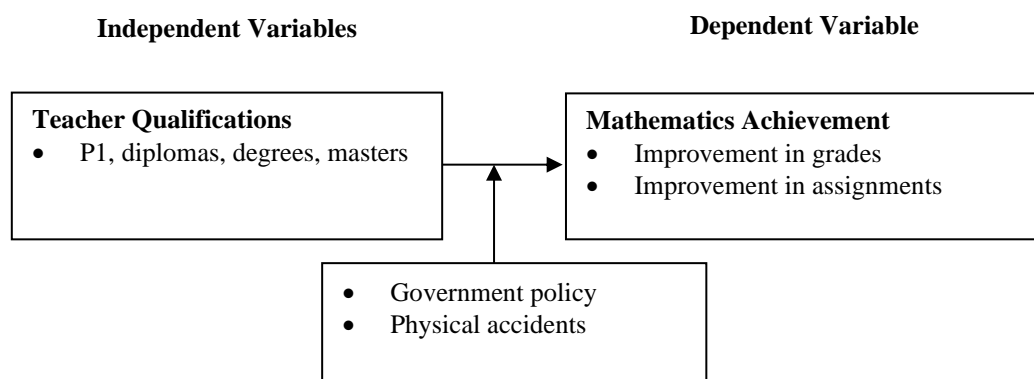 Independent Variables
Dependent Variable
Teacher Qualifications
• P1, diplomas, degrees, masters
Mathematics Achievement
• Improvement in grades
• Improvement in assignments
• Government policy
• Physical accidents